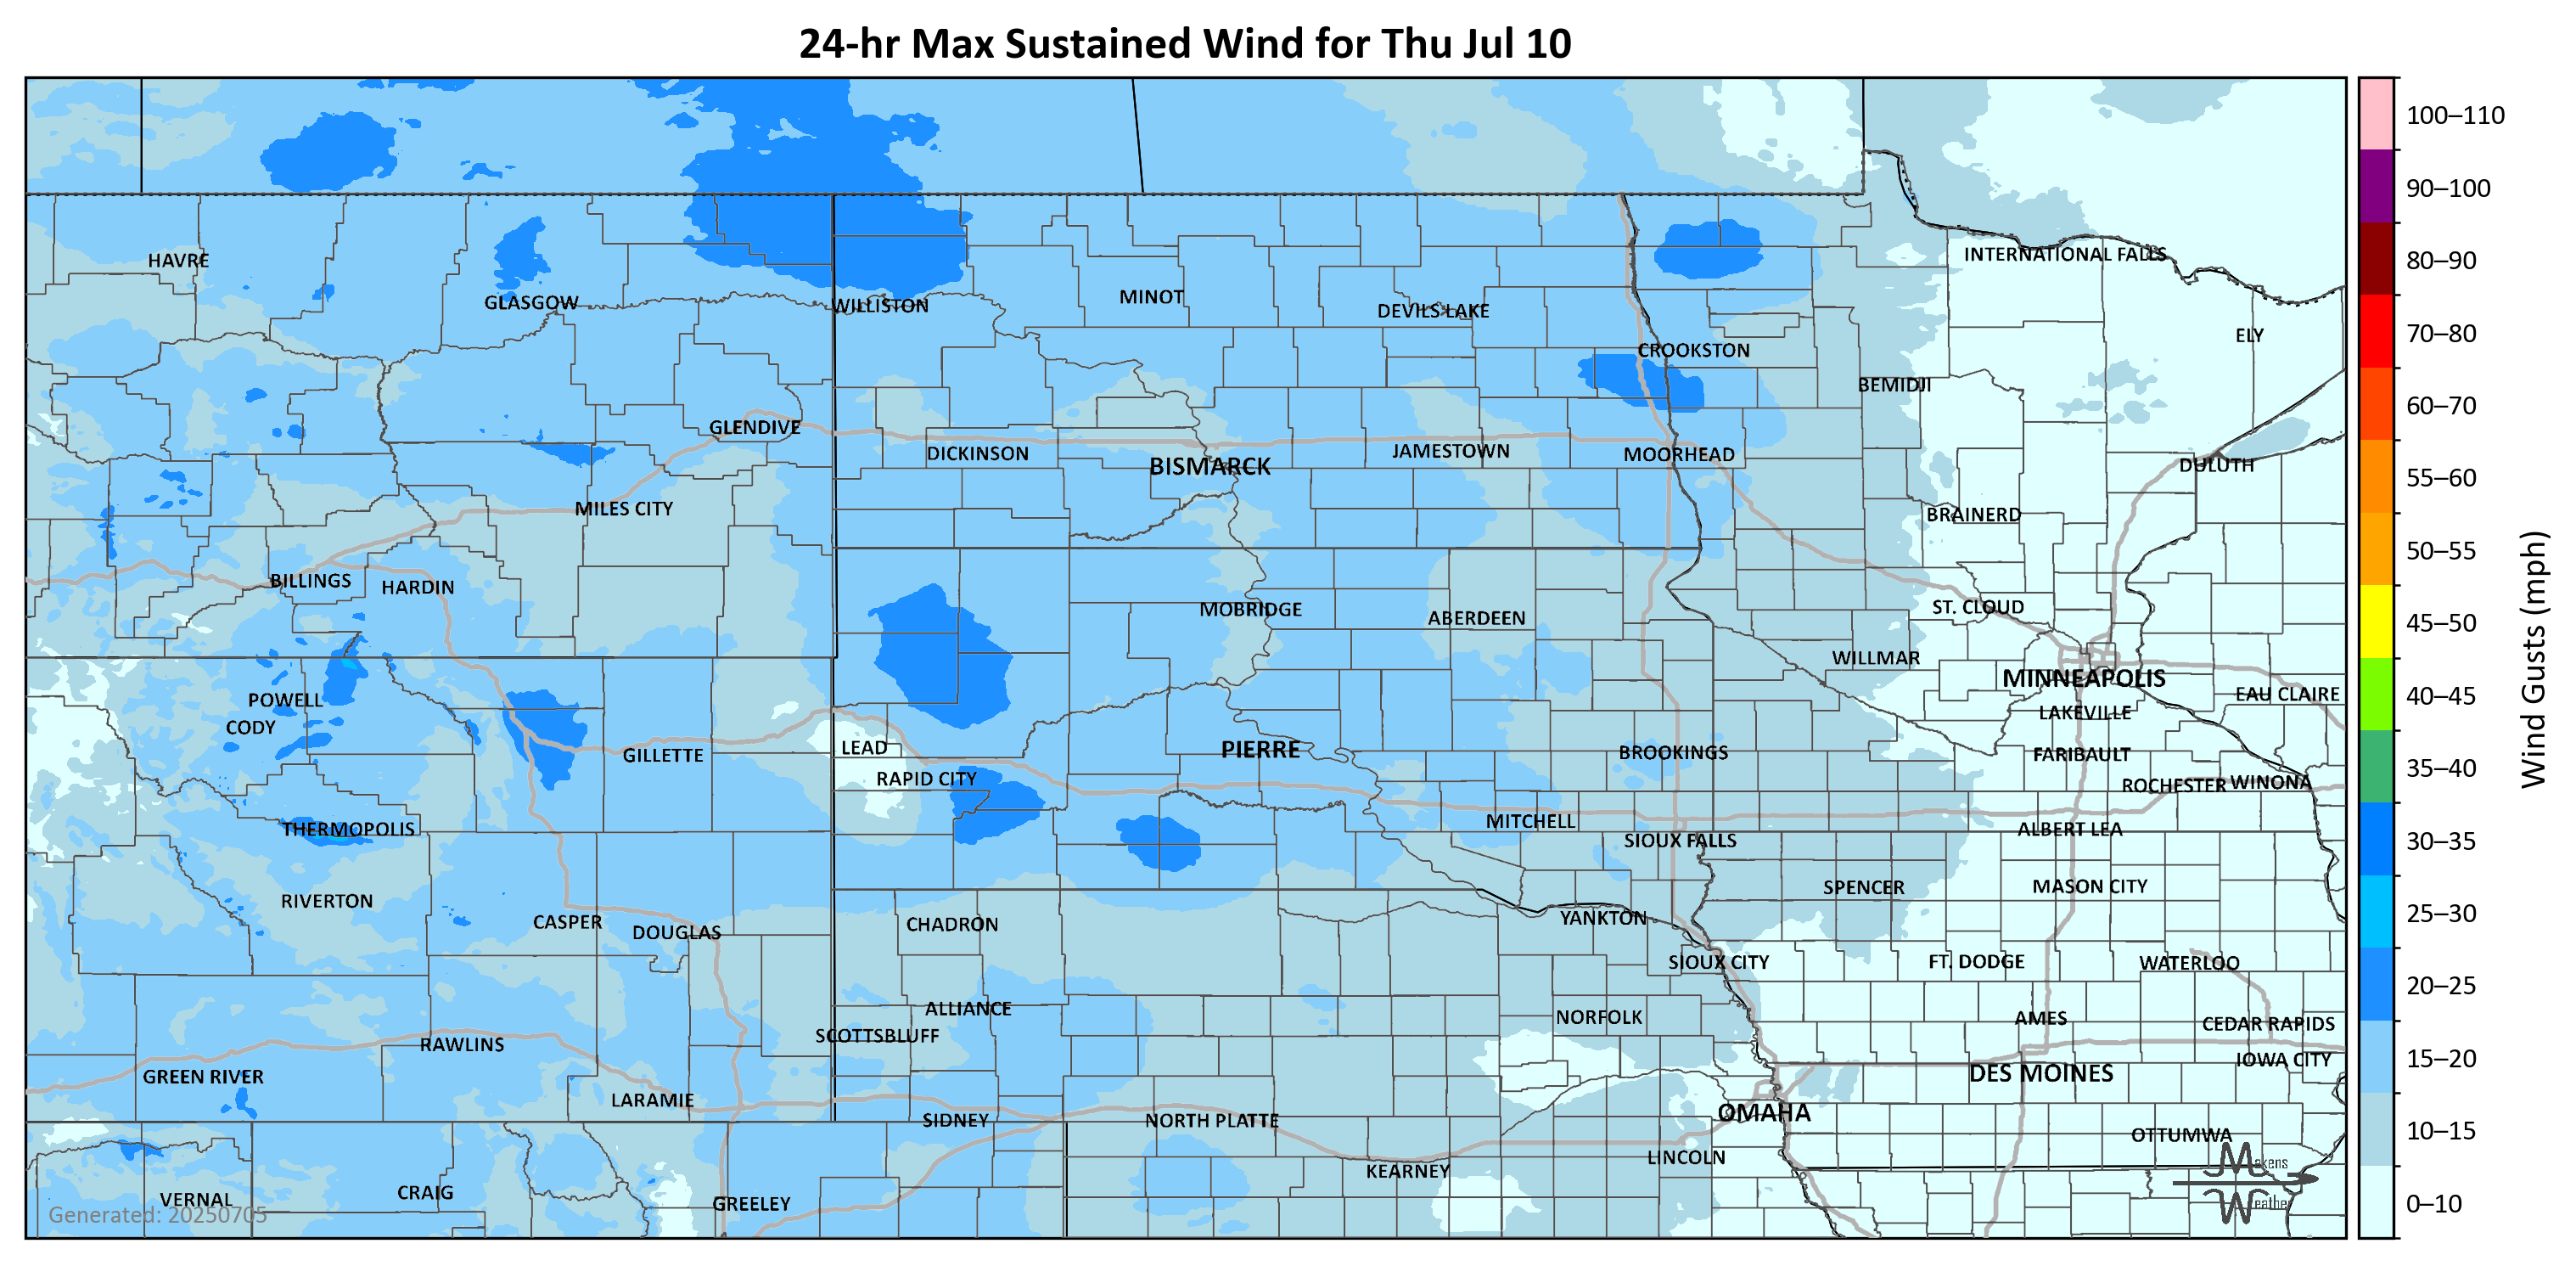 24-hr Max Sustained Wind for Thu Jul 10
100–110
90–100
80–90
70–80
60–70
55–60
50–55
45–50
40–45
35–40
30–35
25–30
20–25
15–20
10–15
0–10
Wind Gusts (mph)
HAVRE
GLASGOW
WILLISTON
MINOT
DEVILS LAKE
CROOKSTON
INTERNATIONAL FALLS
ELY
BEMIDJI
GLENDIVE
DICKINSON
BISMARCK
JAMESTOWN
MOORHEAD
DULUTH
MILES CITY
BRAINERD
BILLINGS
HARDIN
MOBRIDGE
ABERDEEN
ST. CLOUD
WILLMAR
MINNEAPOLIS
EAU CLAIRE
POWELL
CODY
LAKEVILLE
GILLETTE
LEAD
PIERRE
BROOKINGS
FARIBAULT
RAPID CITY
ROCHESTER
WINONA
THERMOPOLIS
MITCHELL
SIOUX FALLS
ALBERT LEA
RIVERTON
SPENCER
MASON CITY
CASPER
DOUGLAS
CHADRON
YANKTON
SIOUX CITY
FT. DODGE
WATERLOO
ALLIANCE
SCOTTSBLUFF
NORFOLK
AMES
CEDAR RAPIDS
RAWLINS
IOWA CITY
GREEN RIVER
DES MOINES
LARAMIE
SIDNEY
NORTH PLATTE
OMAHA
OTTUMWA
LINCOLN
KEARNEY
VERNAL
CRAIG
GREELEY
Generated: 20250705
Makens
Weather